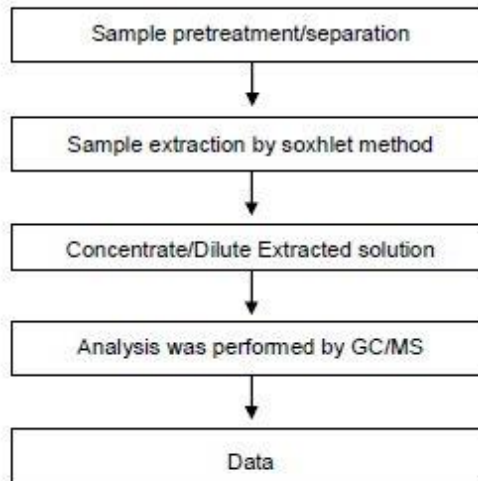 Sample pretreatment/separation
Sample extraction by soxhlet method
Concentrate/Dilute Extracted solution
Analysis was performed by GC/MS
Data